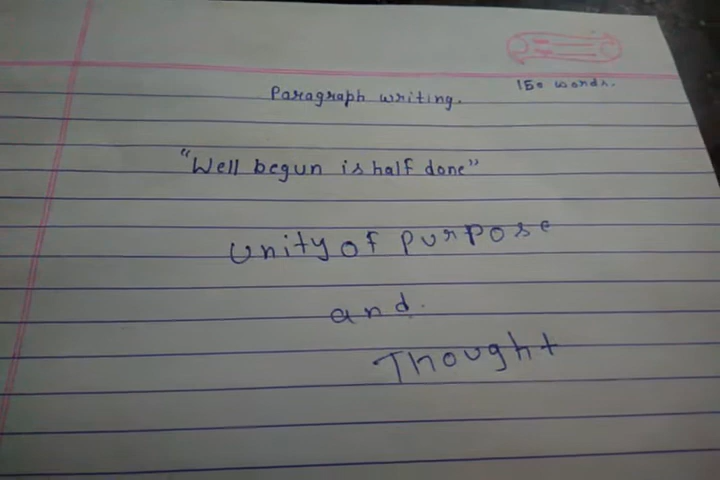 150 words.
Paragraph writing.
"Well begun is half done"
Unity of Purpose
and.
Thought